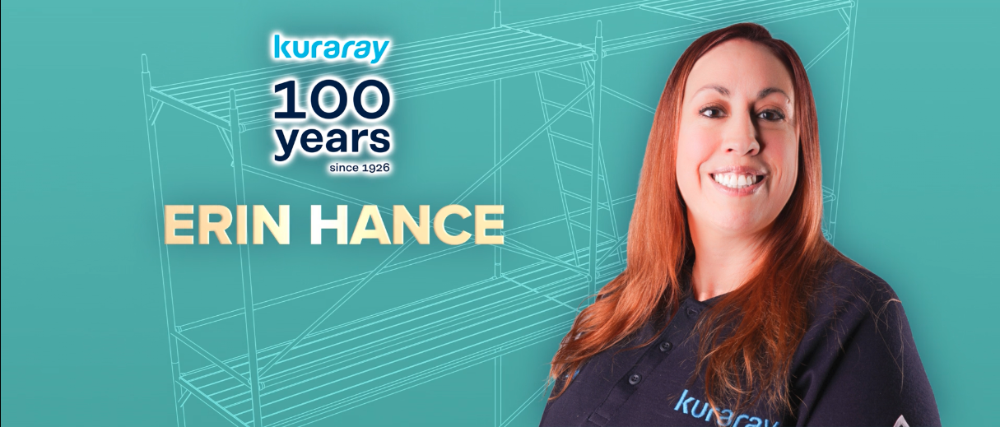 kuraray
100
years
since 1926
ERIN HANCE
kuraray